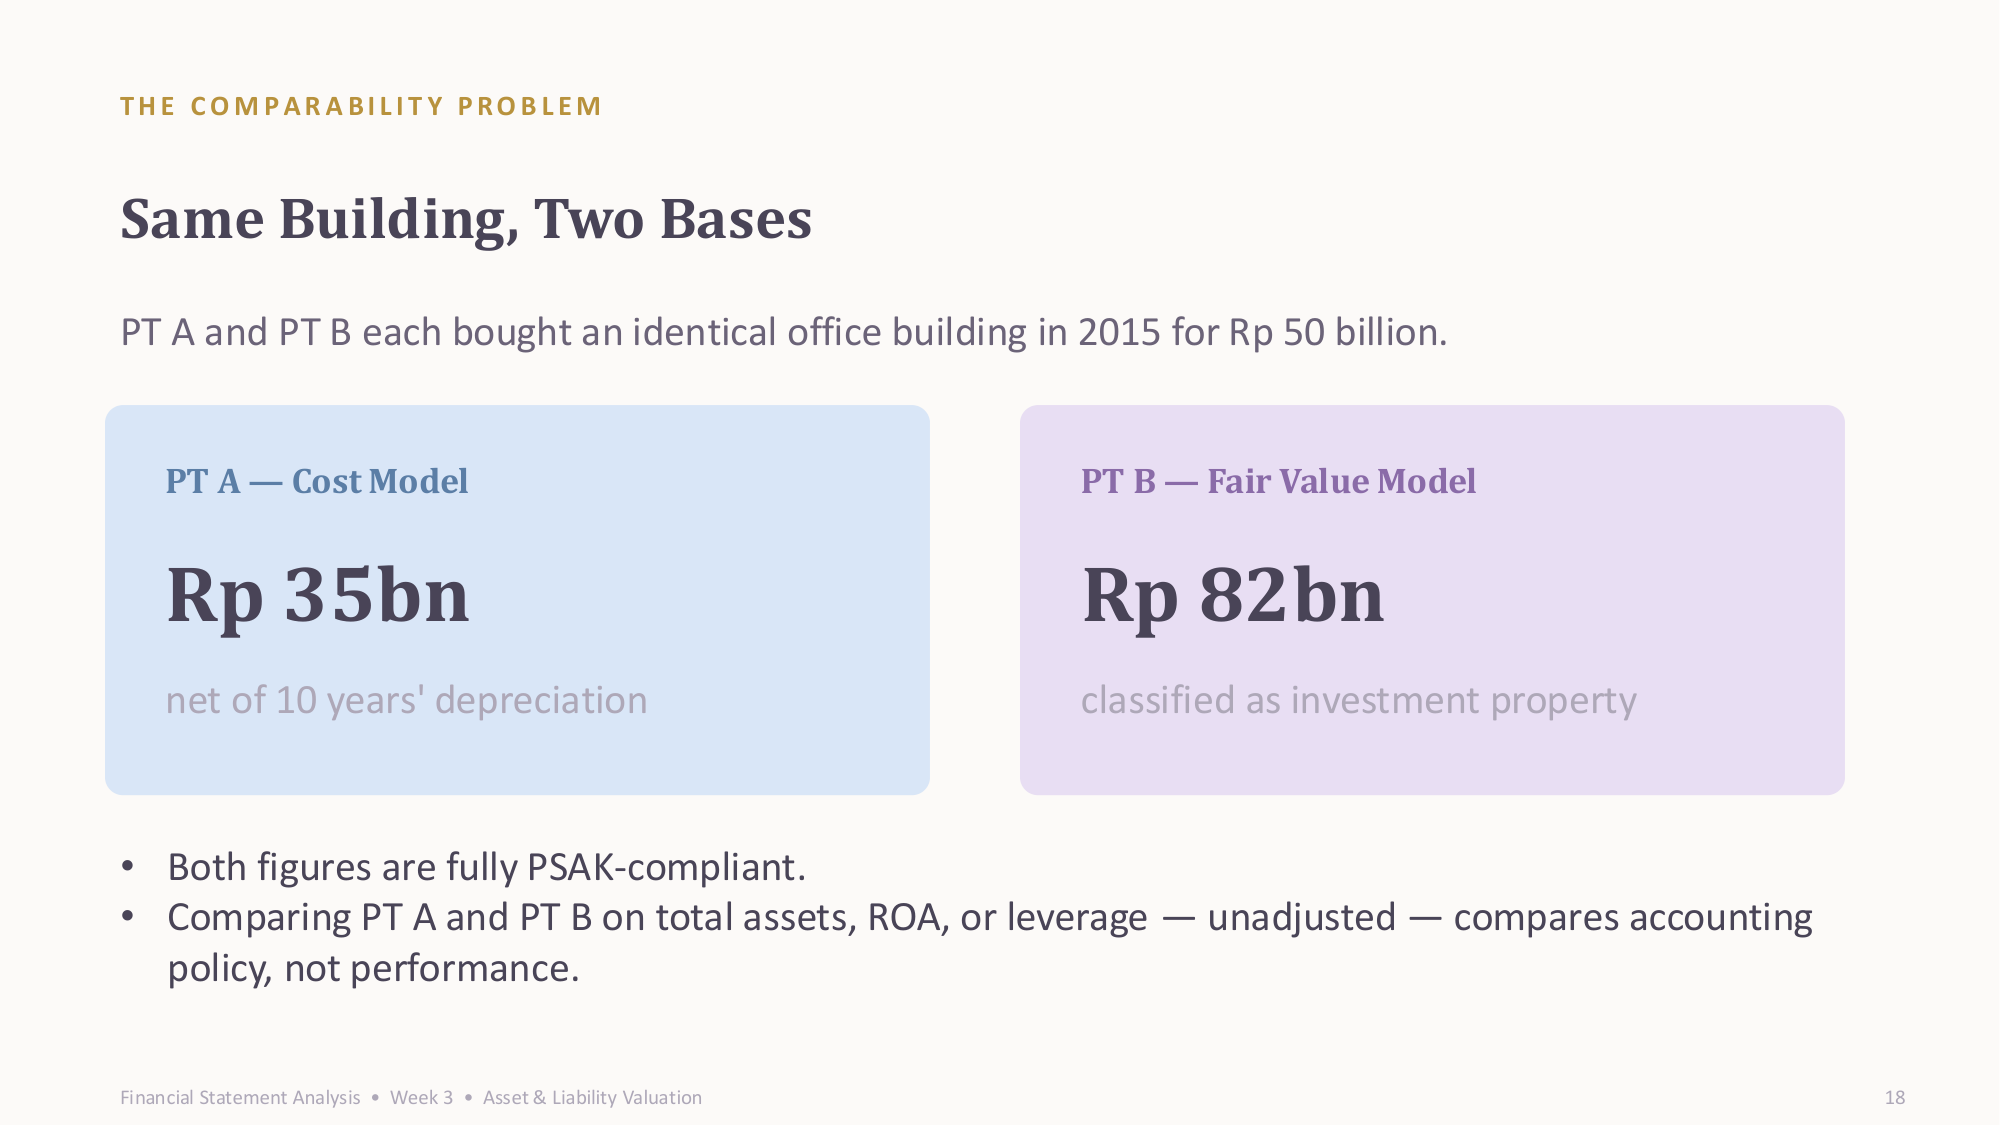 THE COMPARABILITY PROBLEM
Same Building, Two Bases
PT A and PT B each bought an identical office building in 2015 for Rp 50 billion.
PT A — Cost Model
Rp 35bn
net of 10 years' depreciation
PT B — Fair Value Model
Rp 82bn
classified as investment property
• Both figures are fully PSAK-compliant.
• Comparing PT A and PT B on total assets, ROA, or leverage — unadjusted — compares accounting
policy, not performance.
Financial Statement Analysis • Week 3 • Asset & Liability Valuation
18